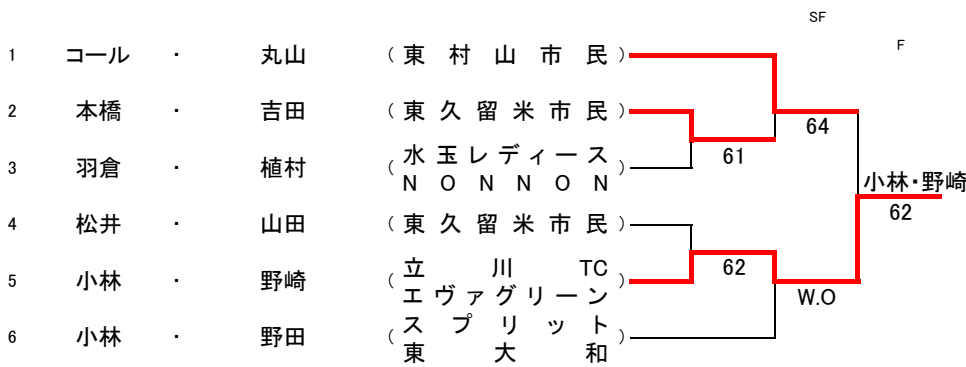 SF
F
1 コール ・ 丸山 (東村山市民)
2 本橋 ・ 吉田 (東久留米市民)
64
61
3 羽倉 ・ 植村 (水玉レディース
NONNON)
小林・野崎
62
4 松井 ・ 山田 (東久留米市民)
5 小林 ・ 野崎 (立川TC
エヴァグリーン)
62
W.O
6 小林 ・ 野田 (スプリット
東大和)